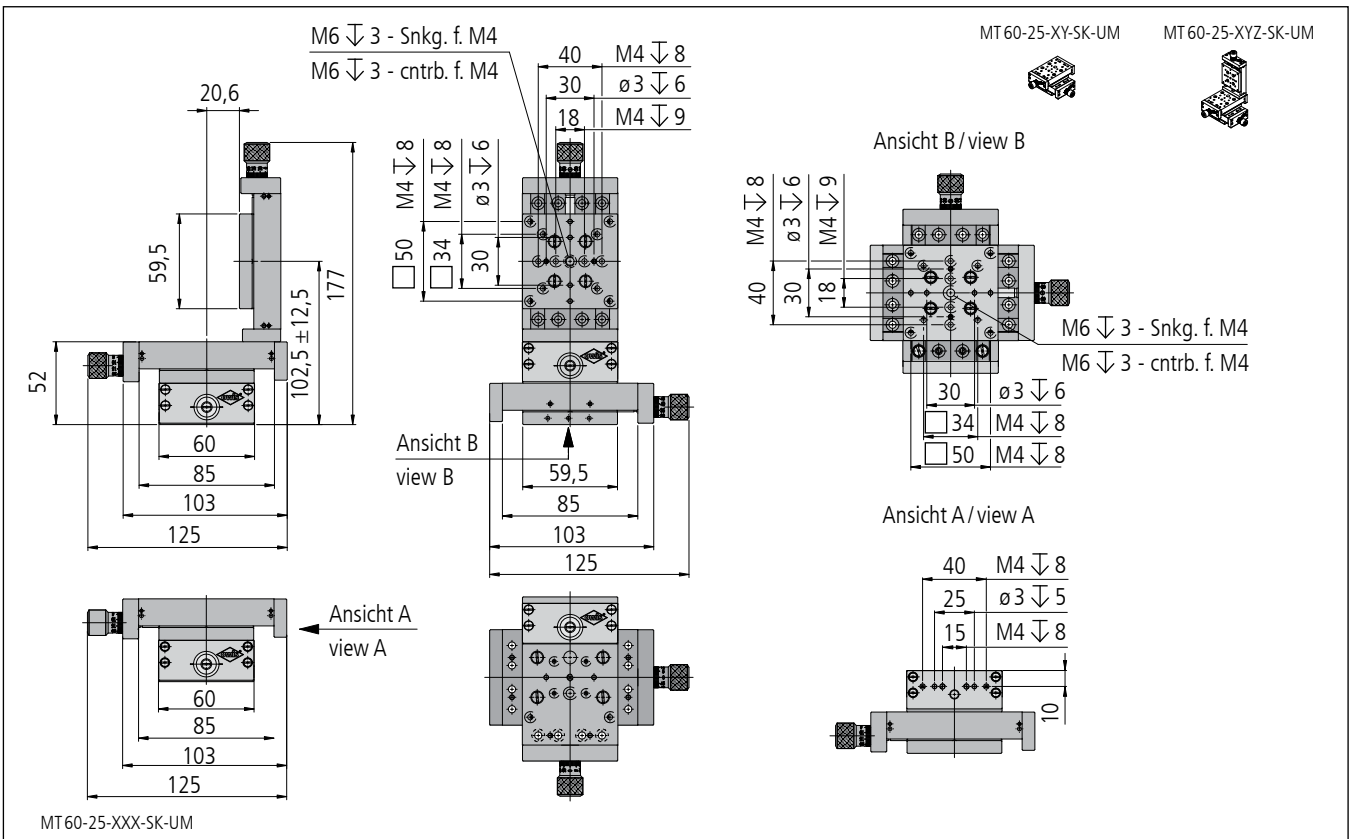 M6 ↧ 3 - Snkg. f. M4
M6 ↧ 3 - cntrb. f. M4
40 M4 ↧ 8
30 ø3 ↧ 6
18 M4 ↧ 9
20,6
M4 ↧ 8
M4 ↧ 8
ø3 ↧ 6
□ 50
□ 34
30
59,5
177
102,5 ± 12,5
52
60
85
103
125
Ansicht B
view B
59,5
85
103
125
MT60-25-XY-SK-UM
MT60-25-XYZ-SK-UM
Ansicht B / view B
M4 ↧ 8
ø3 ↧ 6
M4 ↧ 9
40
30
18
M6 ↧ 3 - Snkg. f. M4
M6 ↧ 3 - cntrb. f. M4
30 ø3 ↧ 6
□ 34 M4 ↧ 8
□ 50 M4 ↧ 8
Ansicht A
view A
60
85
103
125
Ansicht A / view A
40 M4 ↧ 8
25 ø3 ↧ 5
15 M4 ↧ 8
10
MT60-25-XXX-SK-UM